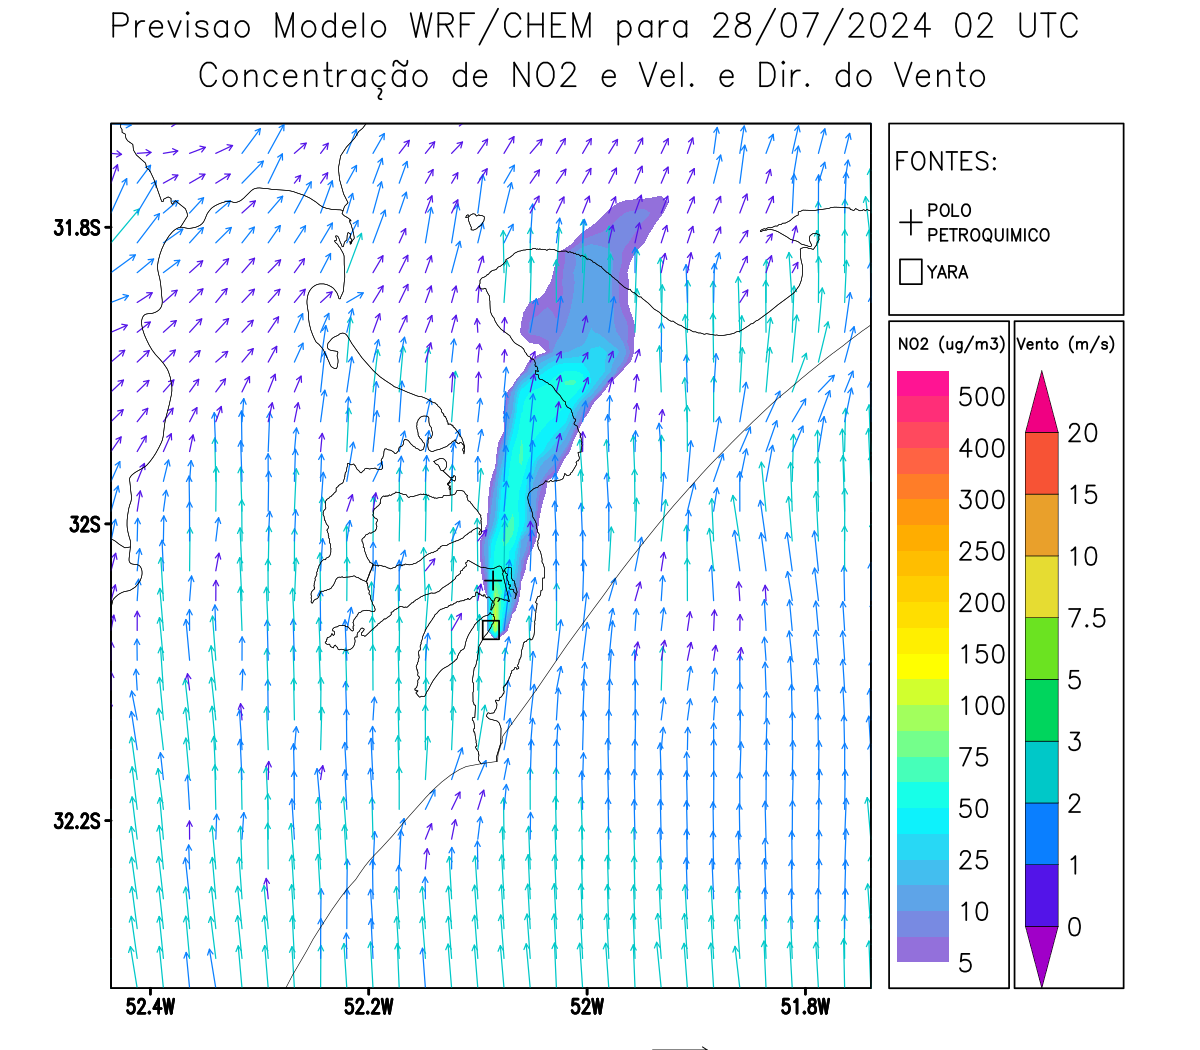 Previsao Modelo WRF/CHEM para 28/07/2024 02 UTC
Concentração de NO2 e Vel. e Dir. do Vento
FONTES:
POLO
PETROQUIMICO
YARA
31.8S
32S
32.2S
52.4W
52.2W
52W
51.8W
NO2 (ug/m3)
500
400
300
250
200
150
100
75
50
25
10
5
Vento (m/s)
20
15
10
7.5
5
3
2
1
0